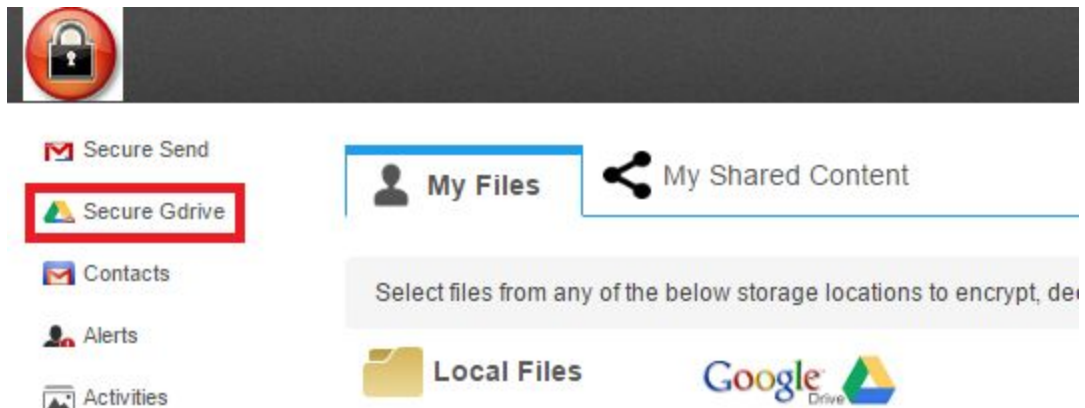 Secure Send
Secure Gdrive
Contacts
Alerts
Activities
My Files
My Shared Content
Select files from any of the below storage locations to encrypt,
Local Files
Google
Drive